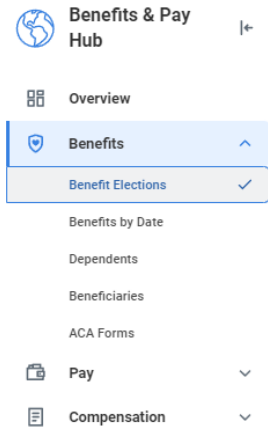 Benefits & Pay
Hub
Overview
Benefits
Benefit Elections
Benefits by Date
Dependents
Beneficiaries
ACA Forms
Pay
Compensation